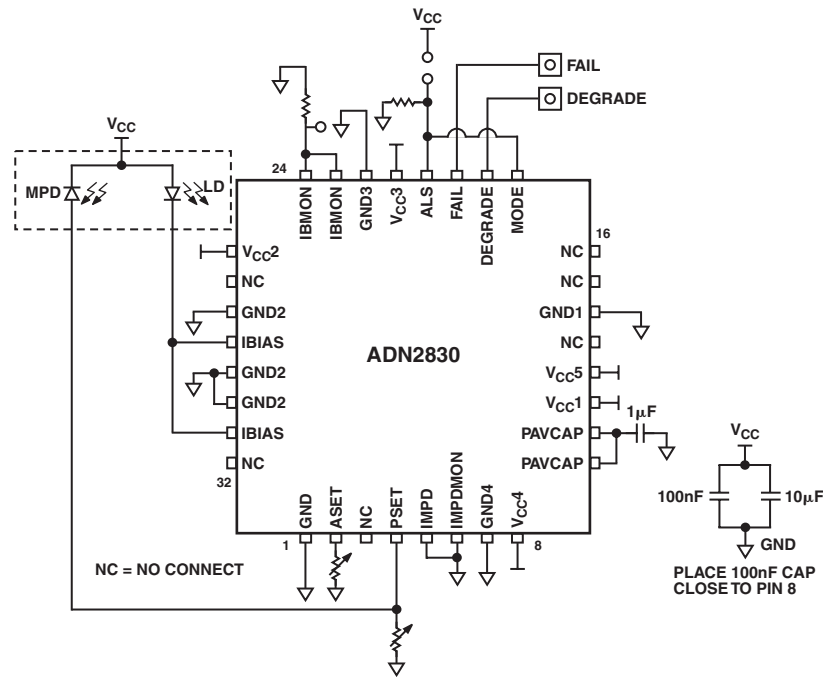 VCC
FAIL
DEGRADE
VCC
MPD
LD
24
IBMON
IBMON
GND3
VCC3
ALS
FAIL
DEGRADE
MODE
16
VCC2
NC
GND2
IBIAS
GND2
GND2
IBIAS
NC
32
ADN2830
NC
NC
GND1
NC
VCC5
VCC1
PAVCAP
PAVCAP
1µF
VCC
100nF
10µF
GND
PLACE 100nF CAP
CLOSE TO PIN 8
GND
ASET
NC
PSET
IMPD
IMPDMON
GND4
VCC4
1
8
NC = NO CONNECT